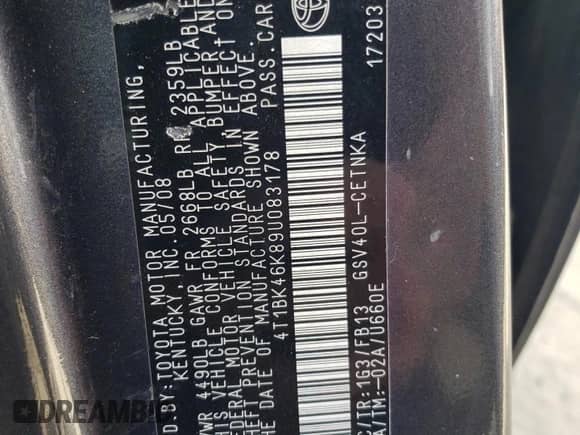 D.BY:TOYOTA MOTOR MANUFACTURING,
KENTUCKY, INC. 05/08
GVWR 4490LB GAWR FR 2668LB RR 2359LB
THIS VEHICLE CONFORMS TO ALL APPLICABLE
FEDERAL MOTOR VEHICLE SAFETY, BUMPER AND
THEFT PREVENTION STANDARDS IN EFFECT ON
THE DATE OF MANUFACTURE SHOWN ABOVE.
4T1BK46K89U083178 PASS.CAR
C/TR:1G3/FB13 GSV40L-CETNKA
A/TM:-02A/U660E
17203
DREAMBID